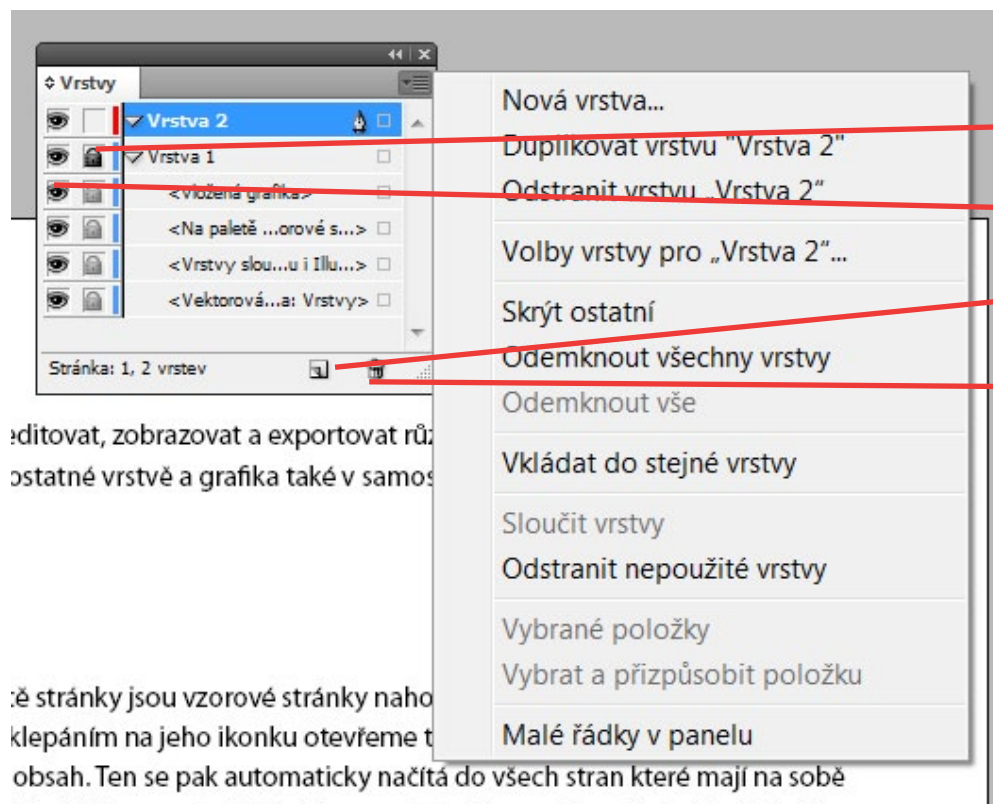 Vrstvy
Vrstva 2
Vrstva 1
<Vložená grafika>
<Na paletě ...orové s...>
<Vrstvy slou...u i Illu...>
<Vektorová...a: Vrstvy>
Stránka: 1, 2 vrstev
Nová vrstva...
Duplikovat vrstvu "Vrstva 2"
Odstranit vrstvu „Vrstva 2“
Volby vrstvy pro „Vrstva 2“...
Skrýt ostatní
Odemknout všechny vrstvy
Odemknout vše
Vkládat do stejné vrstvy
Sloučit vrstvy
Odstranit nepoužité vrstvy
Vybrané položky
Vybrat a přizpůsobit položku
Malé řádky v panelu
editovat, zobrazovat a exportovat růz
ostatné vrstvě a grafika také v samos
tě stránky jsou vzorové stránky naho
klepáním na jeho ikonku otevřeme t
obsah. Ten se pak automaticky načítá do všech stran které mají na sobě